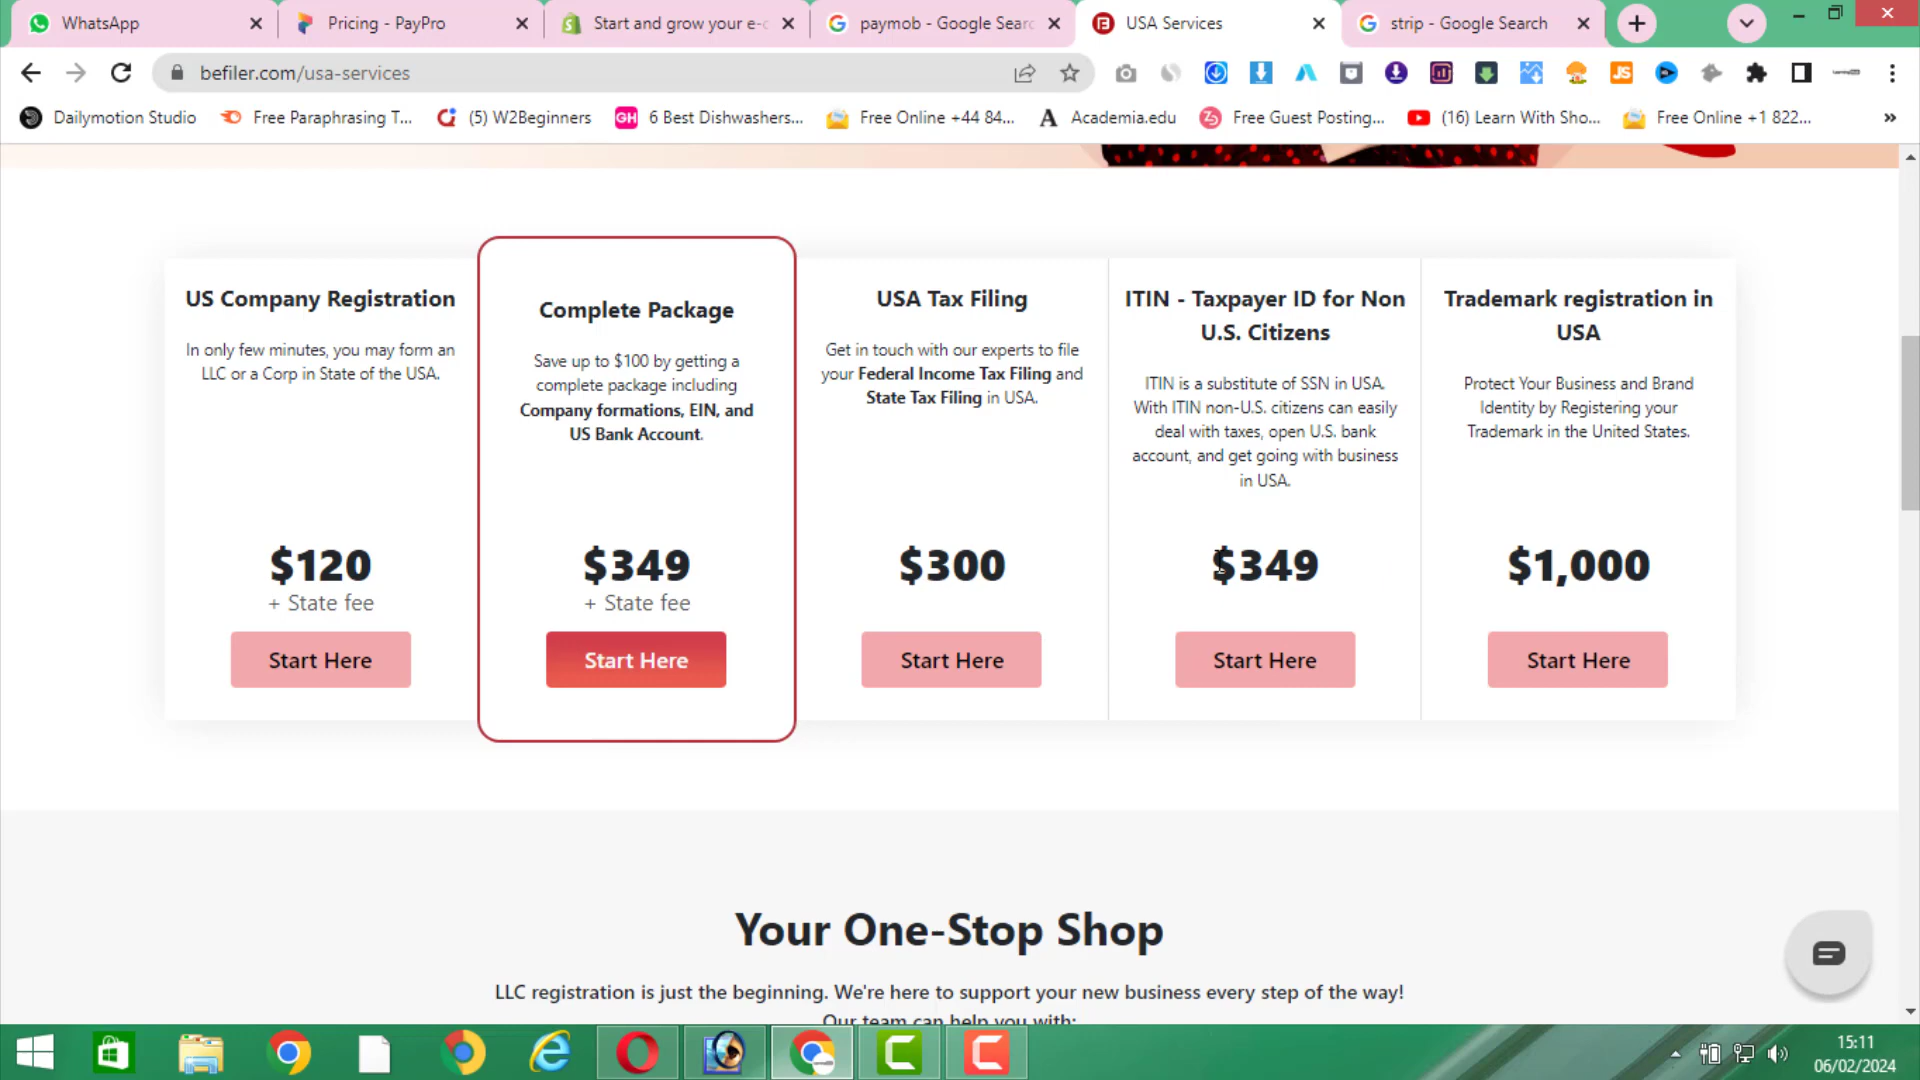 WhatsApp
Pricing - PayPro
Start and grow your e-c
paymob - Google Searc
USA Services
strip - Google Search
befiler.com/usa-services
Dailymotion Studio
Free Paraphrasing T...
(5) W2Beginners
GH
6 Best Dishwashers...
Free Online +44 84...
Academia.edu
Free Guest Posting...
(16) Learn With Sho...
Free Online +1 822...
»
US Company Registration
In only few minutes, you may form an
LLC or a Corp in State of the USA.
$120
+ State fee
Start Here
Complete Package
Save up to $100 by getting a
complete package including
Company formations, EIN, and
US Bank Account.
$349
+ State fee
Start Here
USA Tax Filing
Get in touch with our experts to file
your Federal Income Tax Filing and
State Tax Filing in USA.
$300
Start Here
ITIN - Taxpayer ID for Non
U.S. Citizens
ITIN is a substitute of SSN in USA.
With ITIN non-U.S. citizens can easily
deal with taxes, open U.S. bank
account, and get going with business
in USA.
$349
Start Here
Trademark registration in
USA
Protect Your Business and Brand
Identity by Registering your
Trademark in the United States.
$1,000
Start Here
Your One-Stop Shop
LLC registration is just the beginning. We're here to support your new business every step of the way!
Our team can help you with:
15:11
06/02/2024